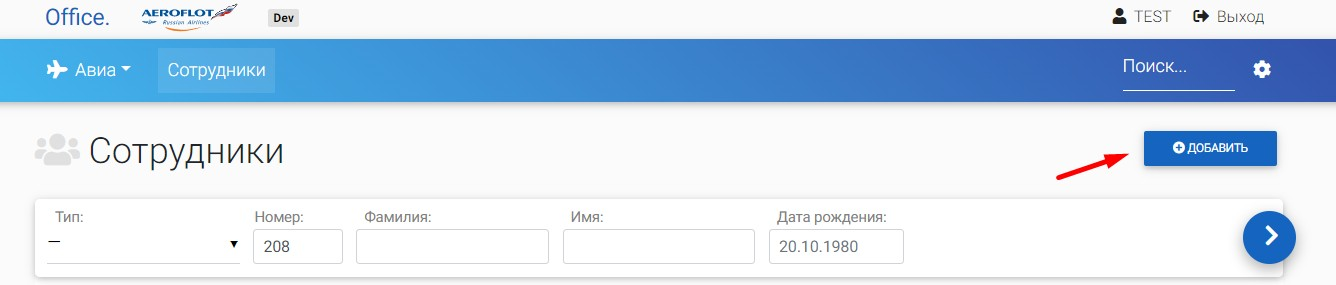 Office. AEROFLOT Russian Airlines Dev TEST Выход
Авиа Сотрудники Поиск...
Сотрудники ДОБАВИТЬ
Тип: Номер: Фамилия: Имя: Дата рождения:
— 208 20.10.1980